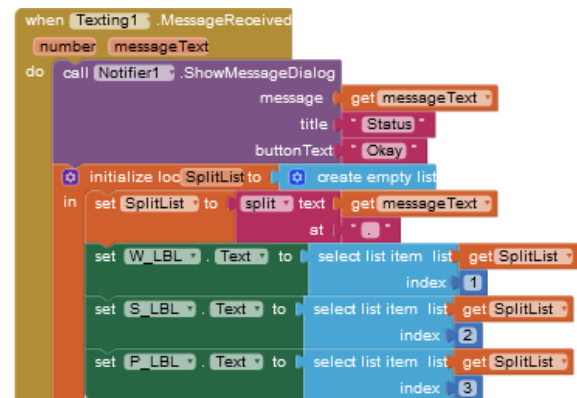 when Texting1 .MessageReceived
number messageText
do call Notifier1 .ShowMessageDialog
message get messageText
title " Status "
buttonText " Okay "
initialize loc SplitList to create empty list
in set SplitList to split text get messageText
at " . "
set W_LBL . Text to select list item list get SplitList
index 1
set S_LBL . Text to select list item list get SplitList
index 2
set P_LBL . Text to select list item list get SplitList
index 3